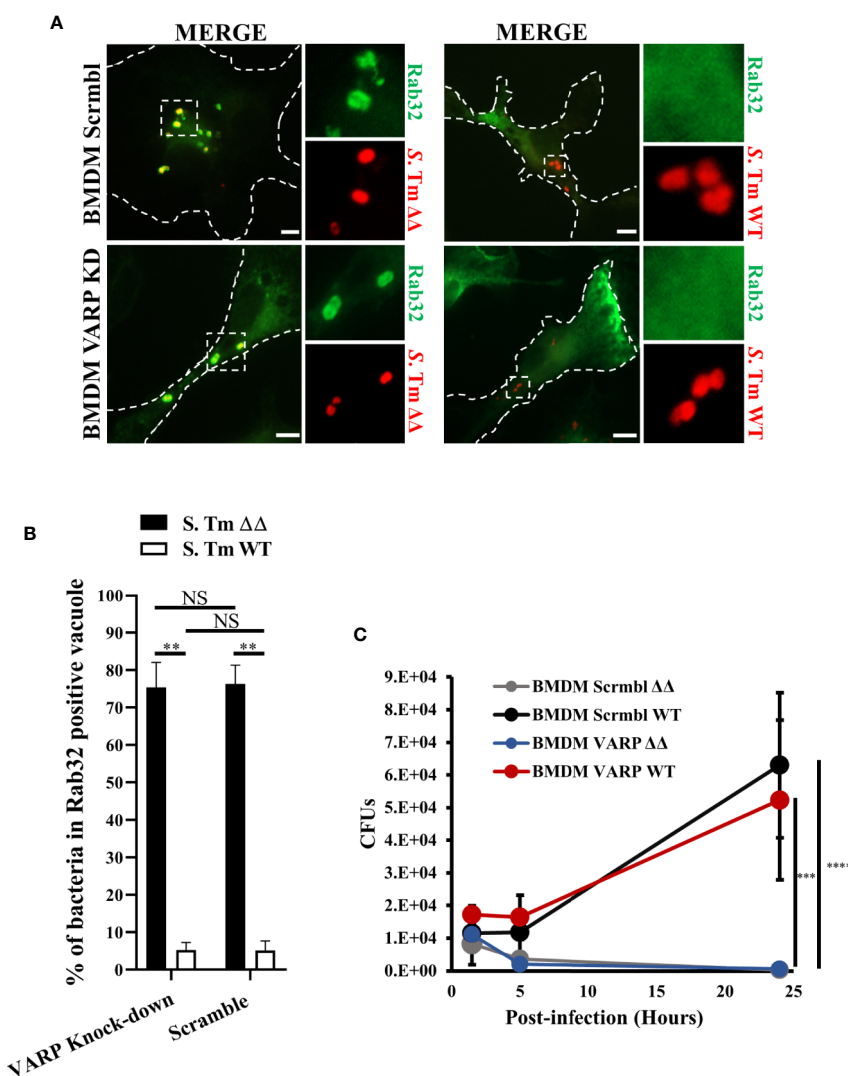 A
MERGE
MERGE
BMDM Scrmbl
Rab32
S. Tm ΔΔ
Rab32
S. Tm WT
BMDM VARP KD
Rab32
S. Tm ΔΔ
Rab32
S. Tm WT
B
S. Tm ΔΔ
S. Tm WT
% of bacteria in Rab32 positive vacuole
100
90
80
70
60
50
40
30
20
10
0
NS
NS
**
**
VARP Knock-down
Scramble
C
CFUs
9.E+04
8.E+04
7.E+04
6.E+04
5.E+04
4.E+04
3.E+04
2.E+04
1.E+04
0.E+00
BMDM Scrmbl ΔΔ
BMDM Scrmbl WT
BMDM VARP ΔΔ
BMDM VARP WT
***
****
0 5 10 15 20 25
Post-infection (Hours)